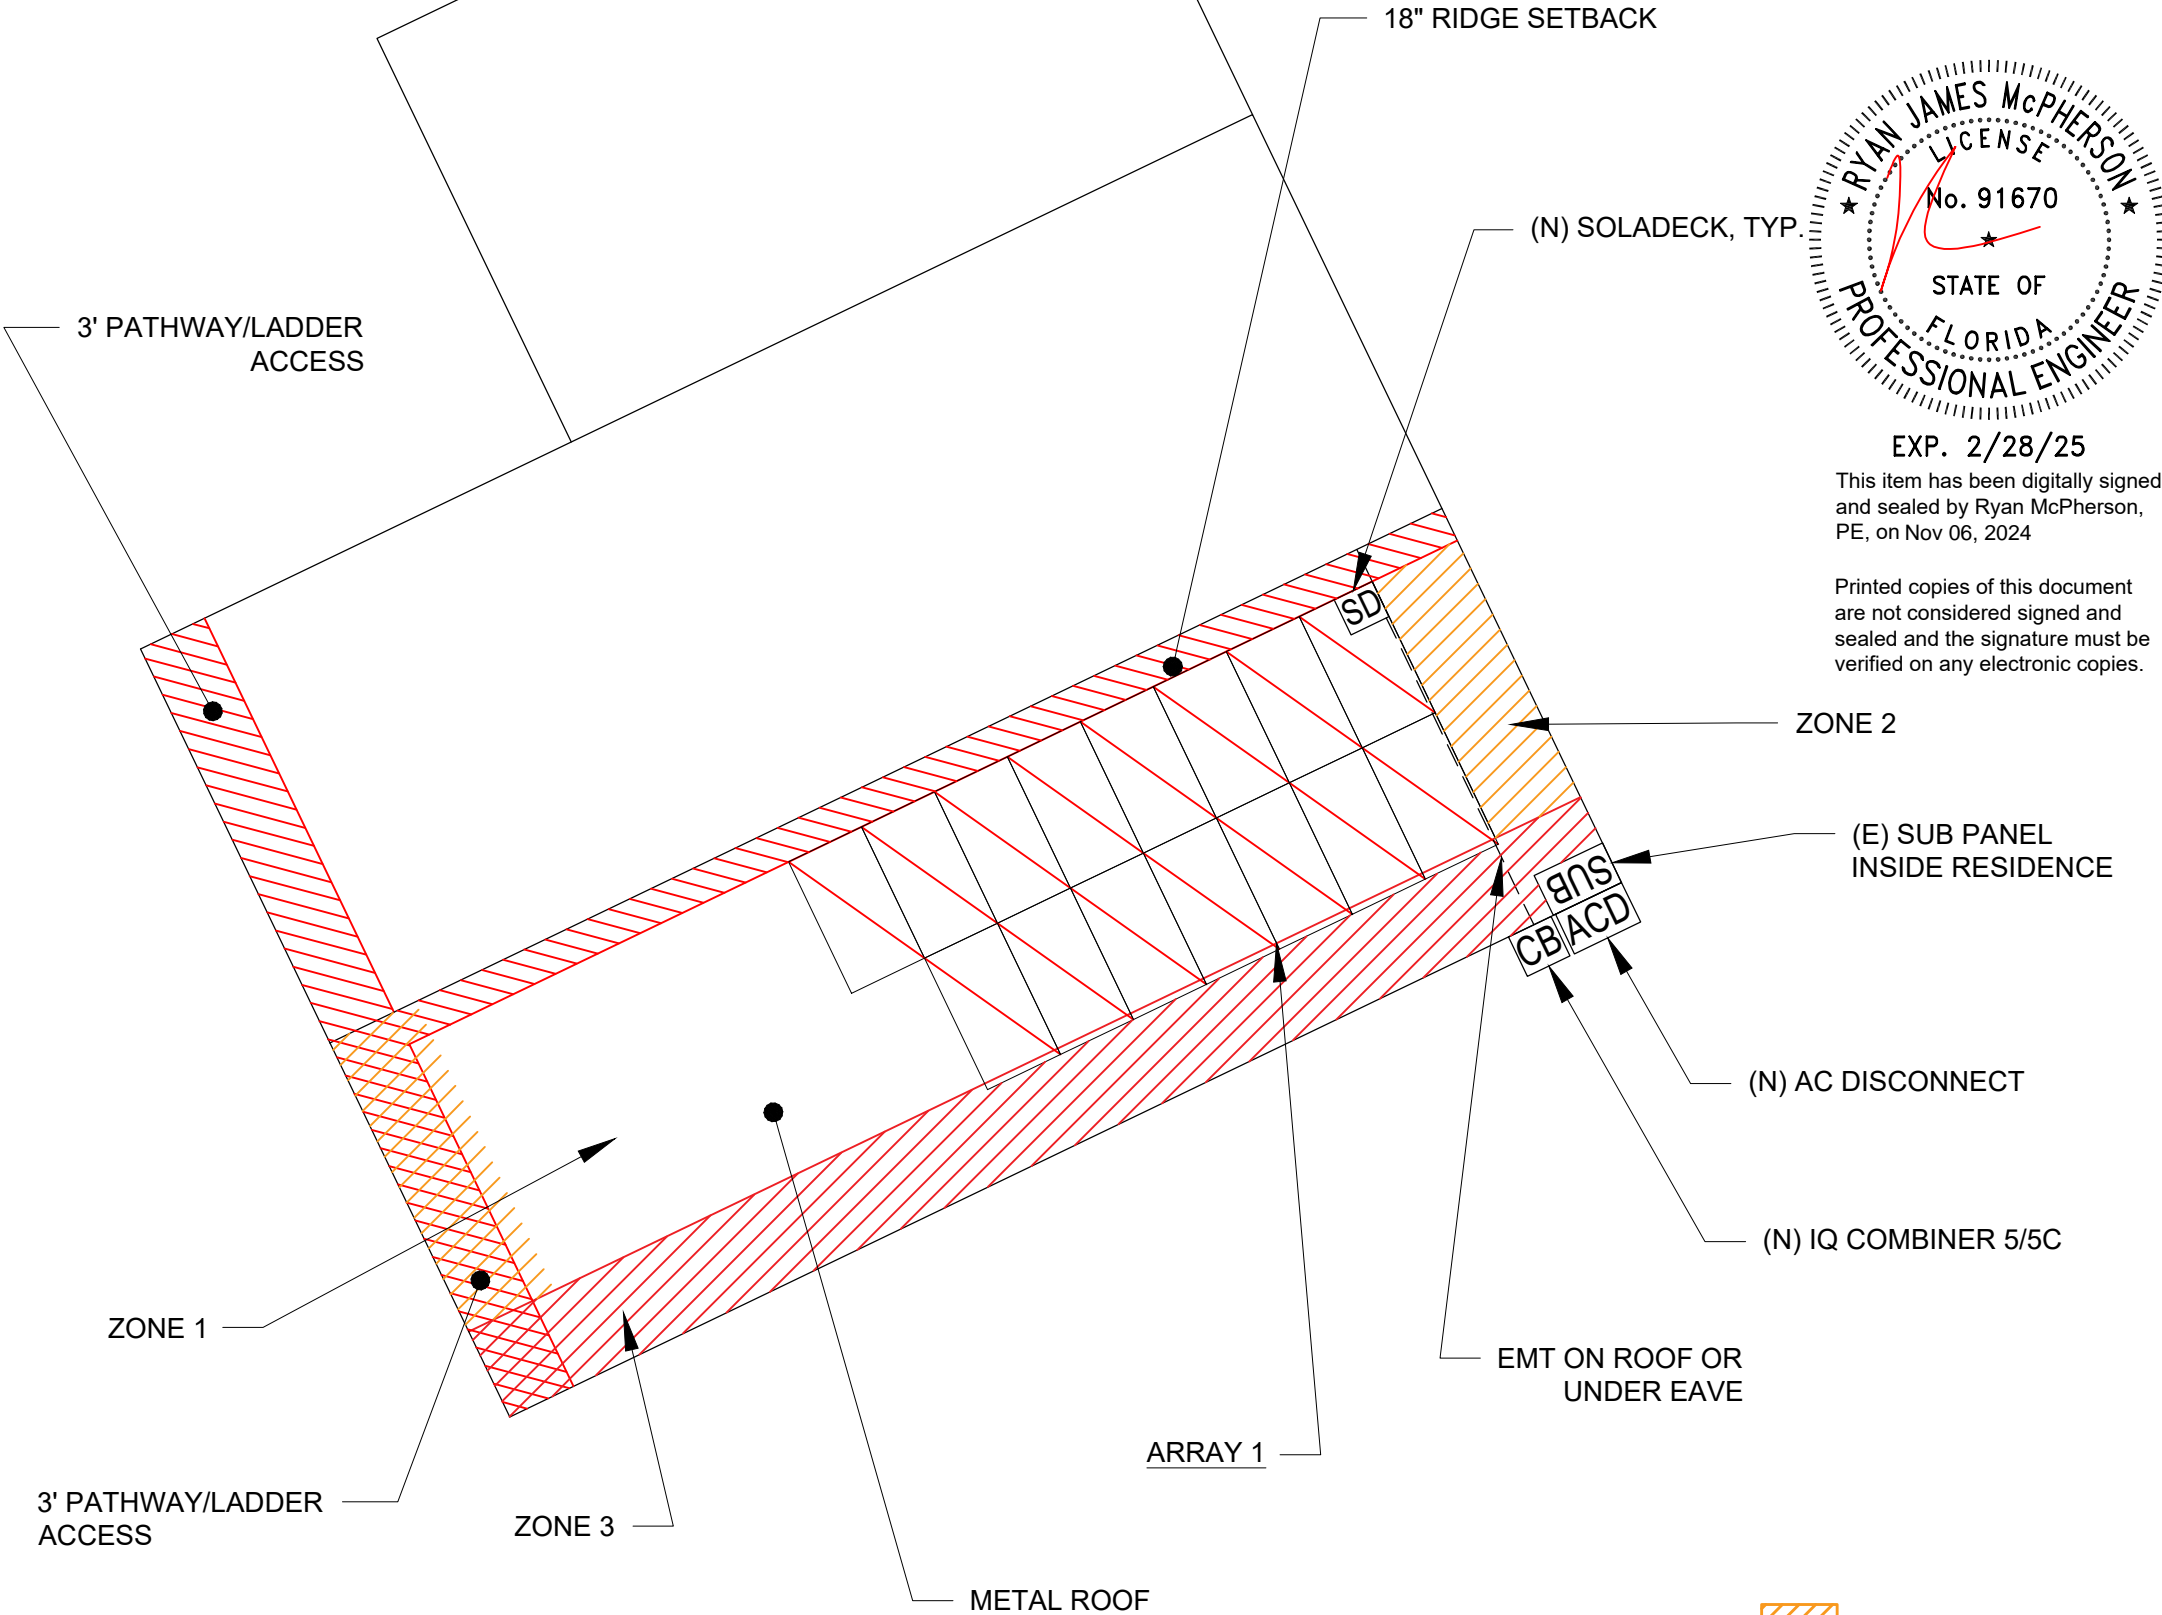 18" RIDGE SETBACK
RYAN JAMES McPHERSON
LICENSE
No. 91670
STATE OF
FLORIDA
PROFESSIONAL ENGINEER
EXP. 2/28/25
This item has been digitally signed
and sealed by Ryan McPherson,
PE, on Nov 06, 2024
Printed copies of this document
are not considered signed and
sealed and the signature must be
verified on any electronic copies.
(N) SOLADECK, TYP.
3' PATHWAY/LADDER
ACCESS
SD
ZONE 2
(E) SUB PANEL
INSIDE RESIDENCE
SUB
ACD
CB
(N) AC DISCONNECT
(N) IQ COMBINER 5/5C
ZONE 1
EMT ON ROOF OR
UNDER EAVE
ARRAY 1
3' PATHWAY/LADDER
ACCESS
ZONE 3
METAL ROOF